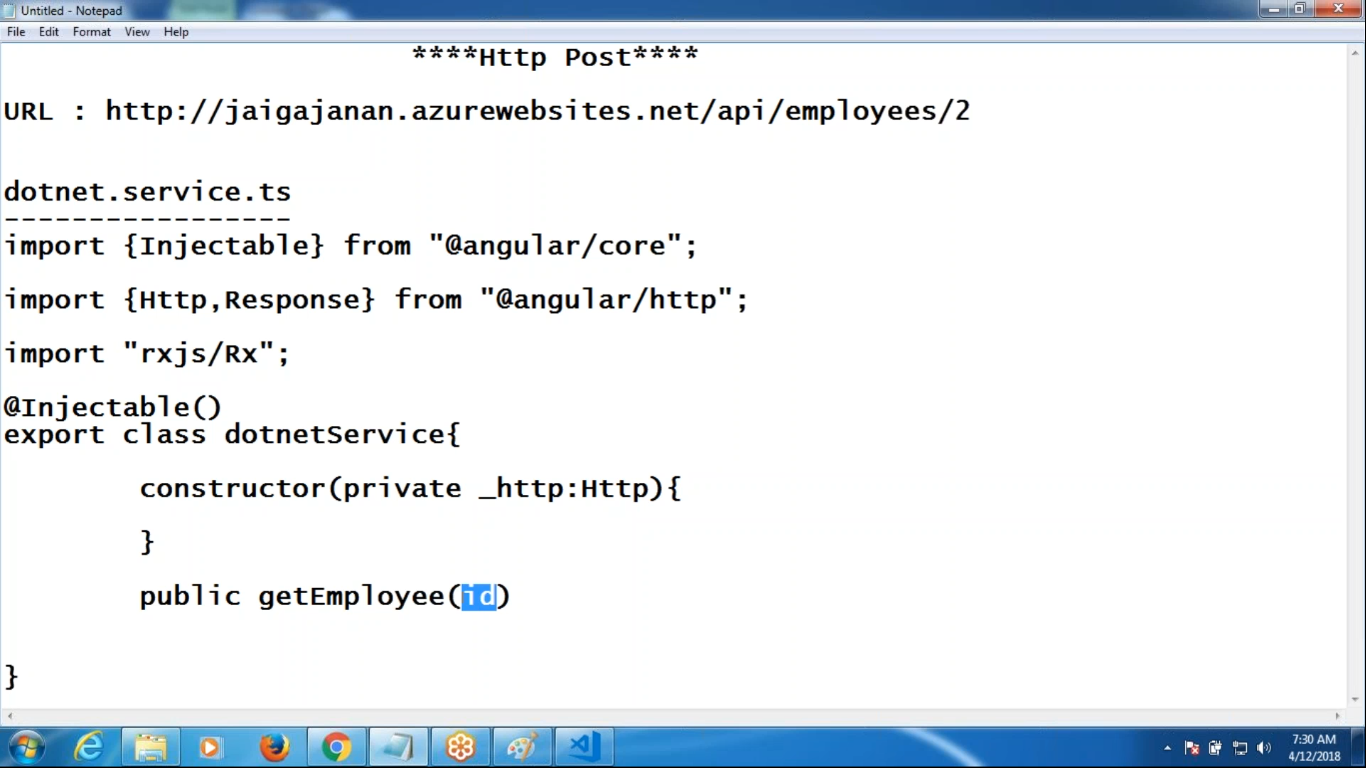 Untitled - Notepad
File Edit Format View Help
****Http Post****
URL : http://jaigajanan.azurewebsites.net/api/employees/2
dotnet.service.ts
-----------------
import {Injectable} from "@angular/core";
import {Http,Response} from "@angular/http";
import "rxjs/Rx";
@Injectable()
export class dotnetService{
constructor(private _http:Http){
}
public getEmployee(id)
}
7:30 AM
4/12/2018